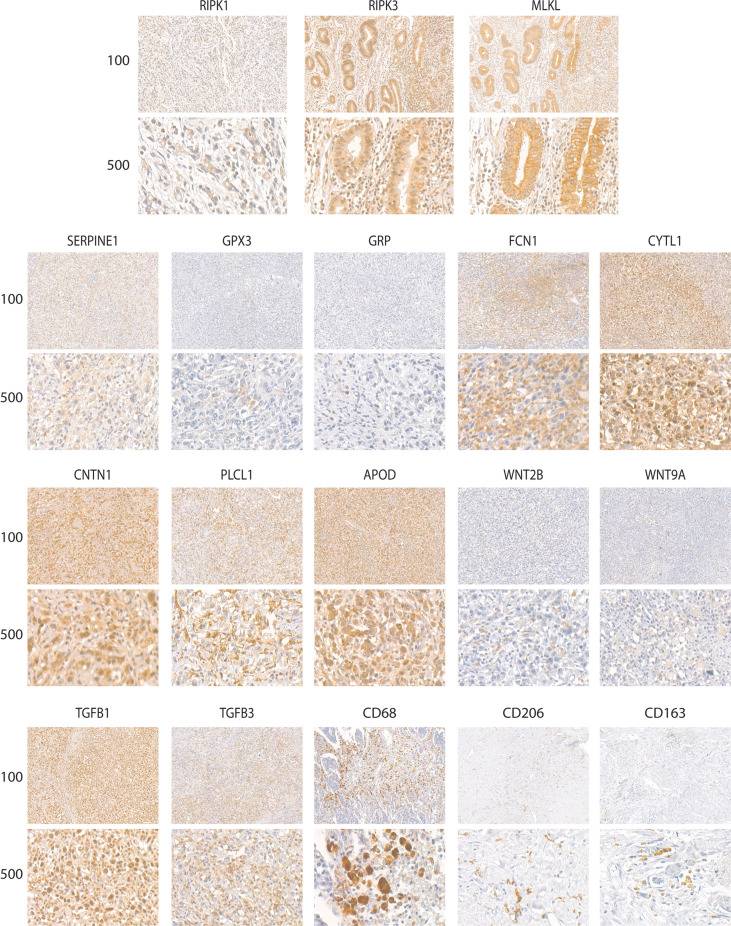 RIPK1 RIPK3 MLKL
100
500
SERPINE1 GPX3 GRP FCN1 CYTL1
100
500
CNTN1 PLCL1 APOD WNT2B WNT9A
100
500
TGFB1 TGFB3 CD68 CD206 CD163
100
500